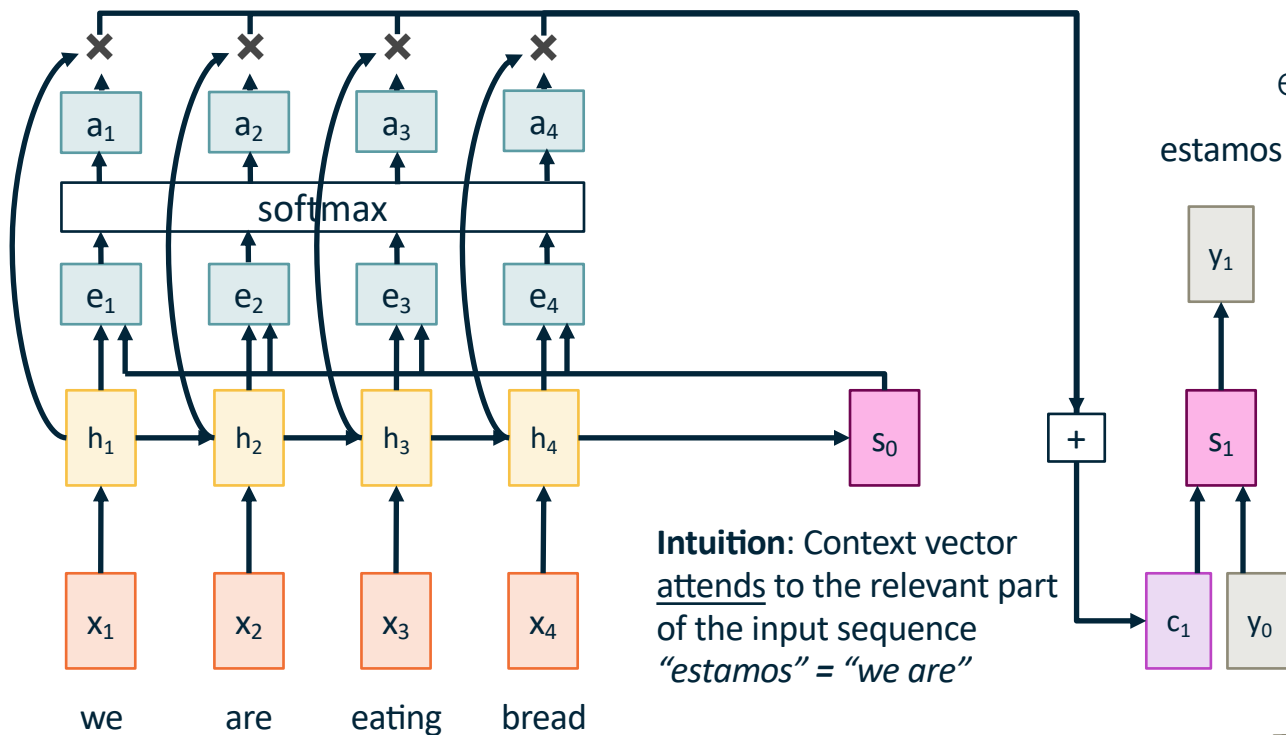 a₁ a₂ a₃ a₄
softmax
e₁ e₂ e₃ e₄
h₁ h₂ h₃ h₄ s₀
x₁ x₂ x₃ x₄
we are eating bread
Intuition: Context vector
attends to the relevant part
of the input sequence
“estamos” = “we are”
+
e
estamos
y₁
s₁
c₁ y₀